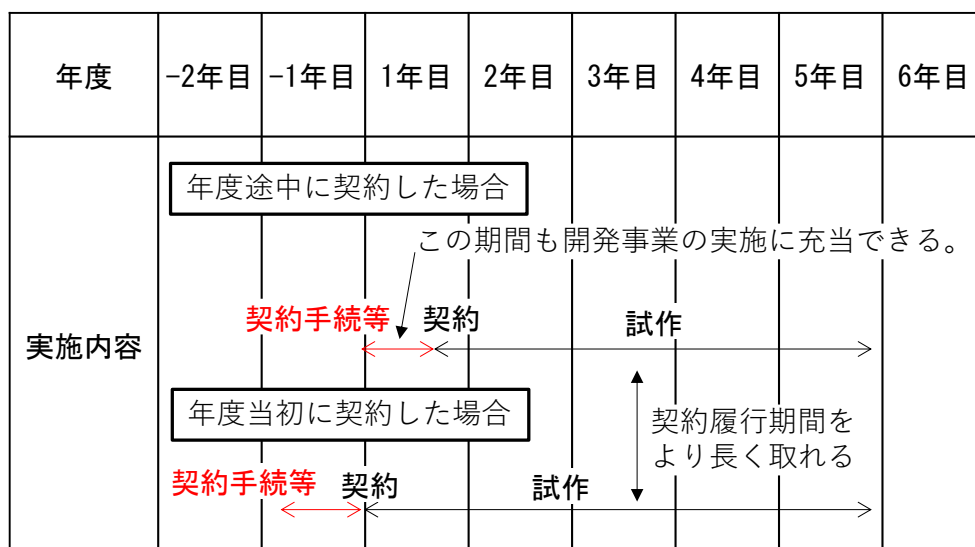 年度 -2年目 -1年目 1年目 2年目 3年目 4年目 5年目 6年目
実施内容
年度途中に契約した場合
この期間も開発事業の実施に充当できる。
契約手続等 契約 試作
年度当初に契約した場合
契約履行期間を
より長く取れる
契約手続等 契約 試作